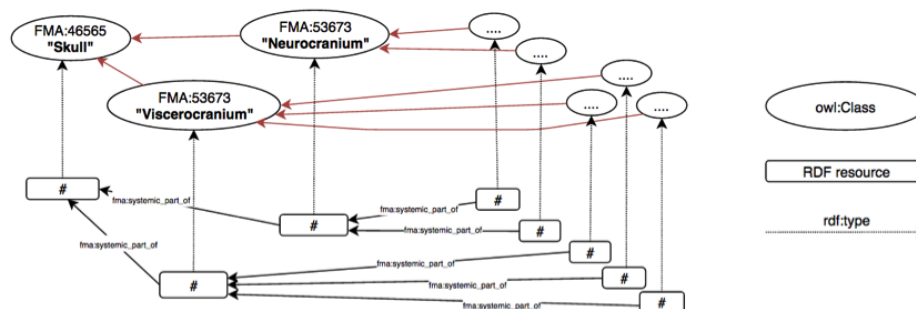 FMA:46565
"Skull"
FMA:53673
"Neurocranium"
....
....
FMA:53673
"Viscerocranium"
....
....
....
owl:Class
#
fma:systemic_part_of
fma:systemic_part_of
#
RDF resource
#
fma:systemic_part_of
#
rdf:type
fma:systemic_part_of
#
fma:systemic_part_of
#
fma:systemic_part_of
#
fma:systemic_part_of
#